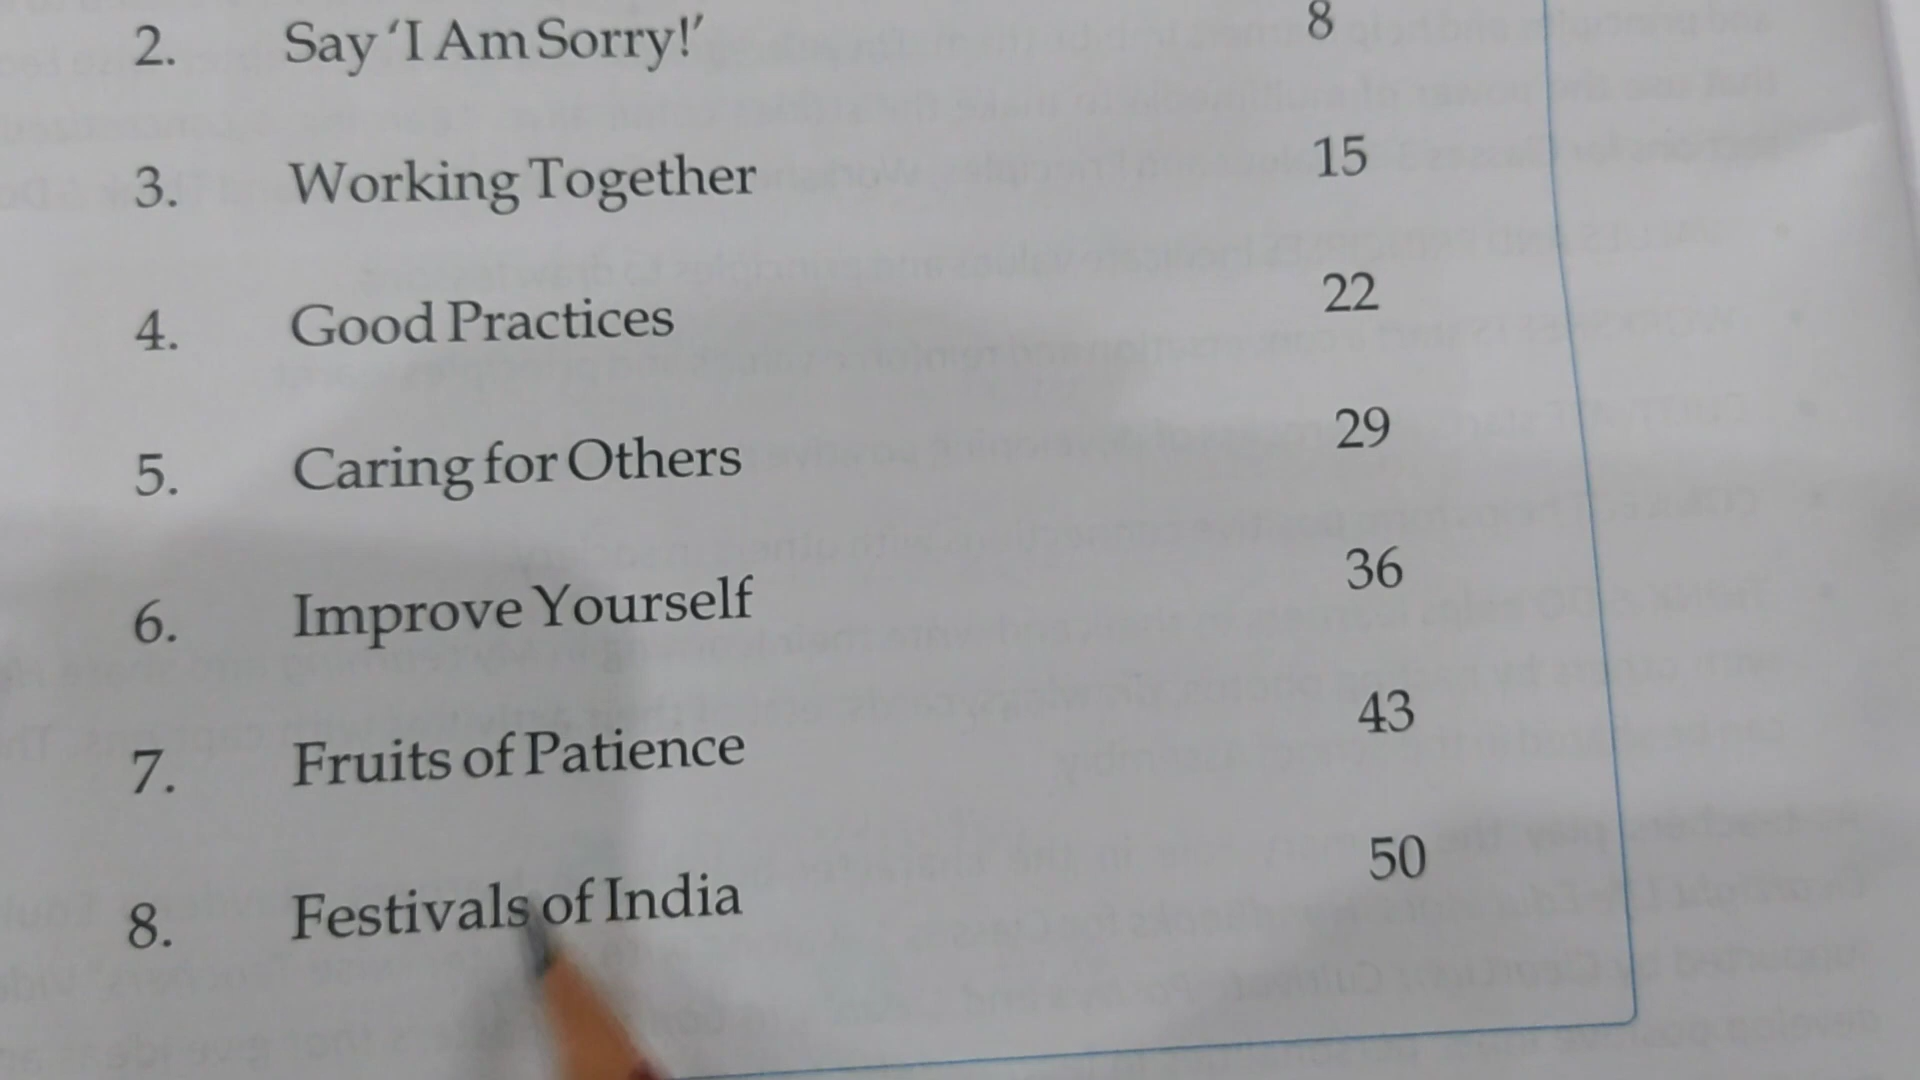 2. Say ‘I Am Sorry!’ 8
3. Working Together 15
4. Good Practices 22
5. Caring for Others 29
6. Improve Yourself 36
7. Fruits of Patience 43
8. Festivals of India 50